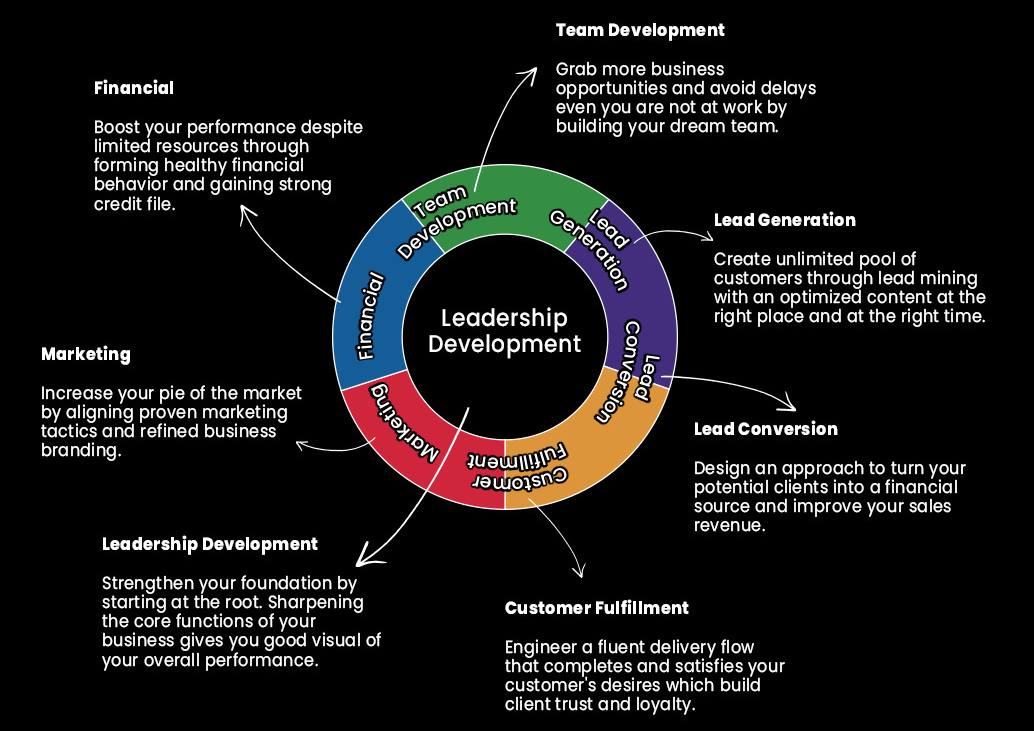 Team Development
Grab more business
opportunities and avoid delays
even you are not at work by
building your dream team.
Financial
Boost your performance despite
limited resources through
forming healthy financial
behavior and gaining strong
credit file.
Lead Generation
Create unlimited pool of
customers through lead mining
with an optimized content at the
right place and at the right time.
Team
Development
Lead
Generation
Financial
Leadership
Development
Lead
Conversion
Marketing
Customer
Fulfillment
Marketing
Increase your pie of the market
by aligning proven marketing
tactics and refined business
branding.
Lead Conversion
Design an approach to turn your
potential clients into a financial
source and improve your sales
revenue.
Leadership Development
Strengthen your foundation by
starting at the root. Sharpening
the core functions of your
business gives you good visual of
your overall performance.
Customer Fulfillment
Engineer a fluent delivery flow
that completes and satisfies your
customer's desires which build
client trust and loyalty.